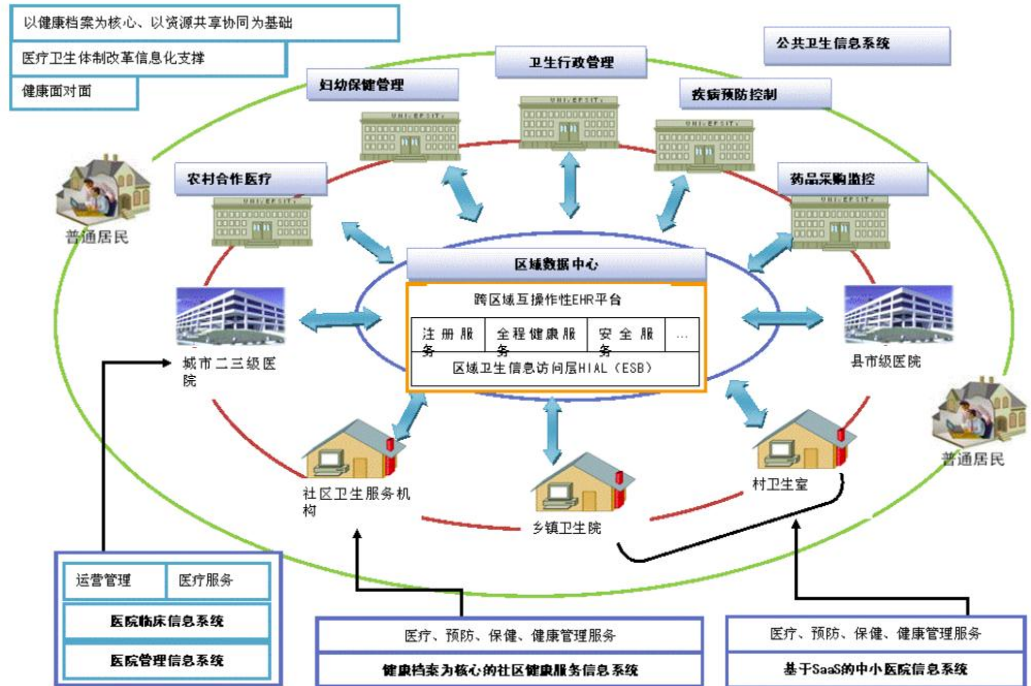 以健康档案为核心、以资源共享协同为基础
医疗卫生体制改革信息化支撑
健康面对面
公共卫生信息系统
卫生行政管理
妇幼保健管理
疾病预防控制
农村合作医疗
药品采购监控
普通居民
区域数据中心
跨区域互操作性EHR平台
注册服务
全程健康服务
安全服务
...
区域卫生信息访问层HIAL（ESB）
城市二三级医
院
县市级医院
普通居民
社区卫生服务机
构
乡镇卫生院
村卫生室
运营管理
医疗服务
医院临床信息系统
医院管理信息系统
医疗、预防、保健、健康管理服务
健康档案为核心的社区健康服务信息系统
医疗、预防、保健、健康管理服务
基于SaaS的中小医院信息系统